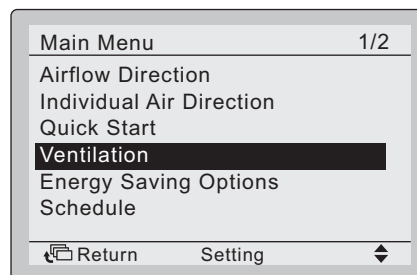 Main Menu 1/2
Airflow Direction
Individual Air Direction
Quick Start
Ventilation
Energy Saving Options
Schedule
Return Setting